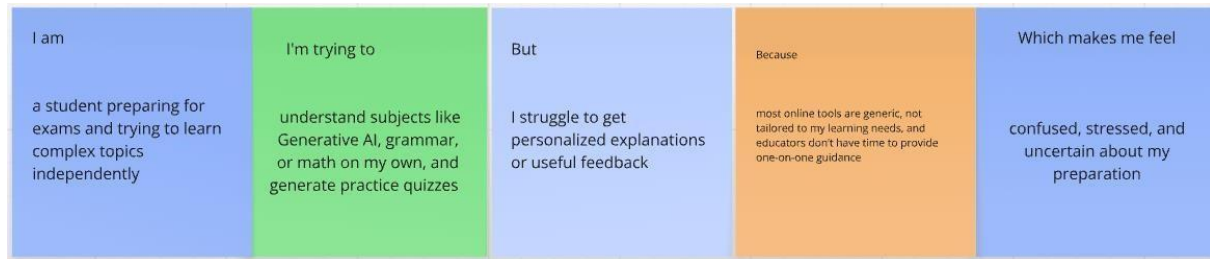 I am
a student preparing for
exams and trying to learn
complex topics
independently
I'm trying to
understand subjects like
Generative AI, grammar,
or math on my own, and
generate practice quizzes
But
I struggle to get
personalized explanations
or useful feedback
Because
most online tools are generic, not
tailored to my learning needs, and
educators don't have time to provide
one-on-one guidance
Which makes me feel
confused, stressed, and
uncertain about my
preparation